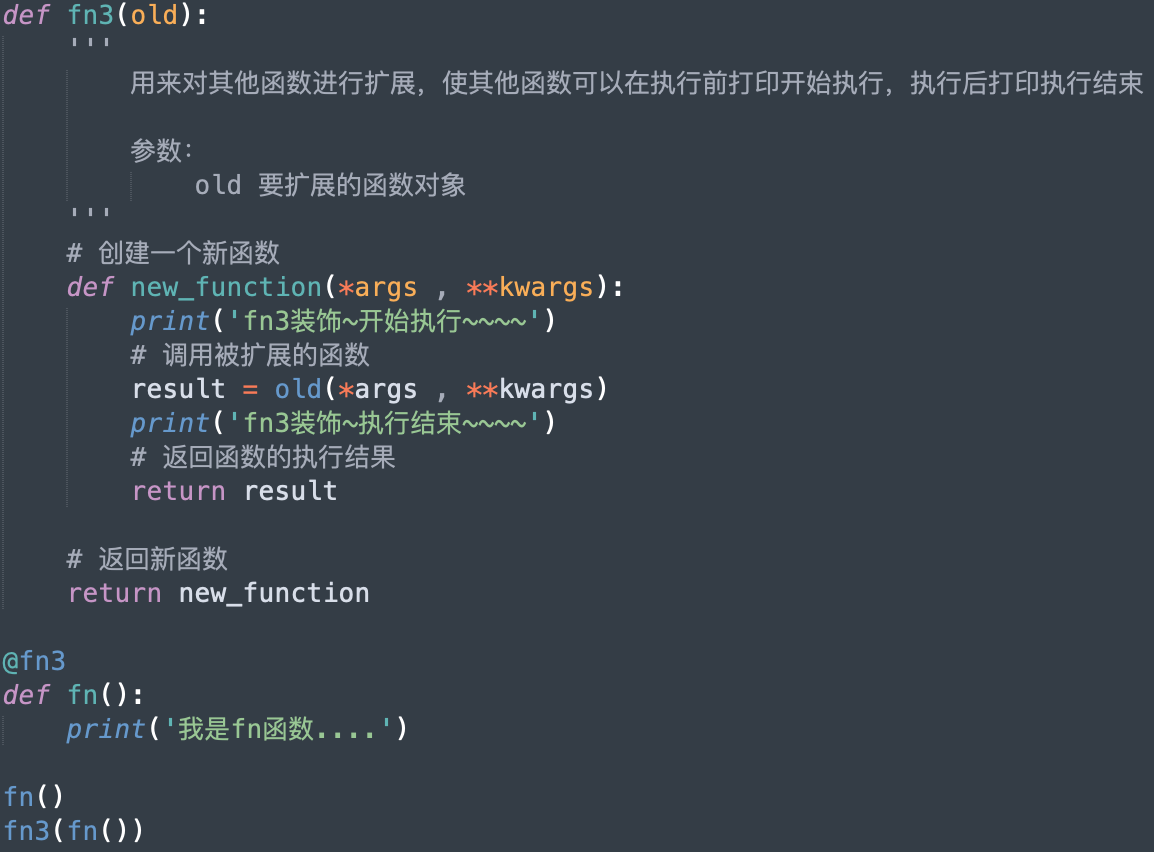 def fn3(old):
    '''
        用来对其他函数进行扩展，使其他函数可以在执行前打印开始执行，执行后打印执行结束

        参数：
            old 要扩展的函数对象
    '''
    # 创建一个新函数
    def new_function(*args , **kwargs):
        print('fn3装饰~开始执行~~~~')
        # 调用被扩展的函数
        result = old(*args , **kwargs)
        print('fn3装饰~执行结束~~~~')
        # 返回函数的执行结果
        return result

    # 返回新函数
    return new_function

@fn3
def fn():
    print('我是fn函数....')

fn()
fn3(fn())